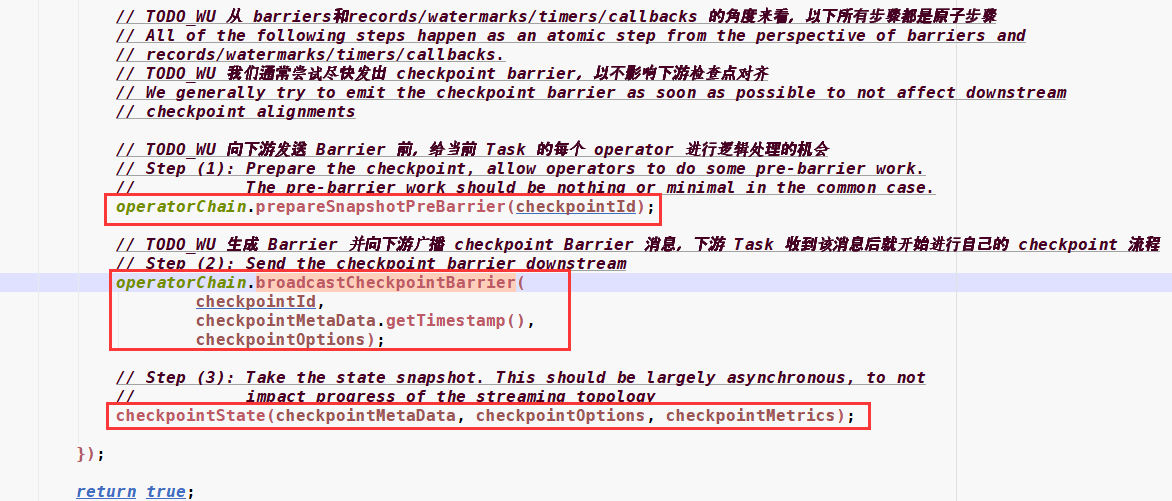 // TODO_WU 从 barriers和records/watermarks/timers/callbacks 的角度来看，以下所有步骤都是原子步骤
// All of the following steps happen as an atomic step from the perspective of barriers and
// records/watermarks/timers/callbacks.
// TODO_WU 我们通常尝试尽快发出 checkpoint barrier，以不影响下游检查点对齐
// We generally try to emit the checkpoint barrier as soon as possible to not affect downstream
// checkpoint alignments
// TODO_WU 向下游发送 Barrier 前，给当前 Task 的每个 operator 进行逻辑处理的机会
// Step (1): Prepare the checkpoint, allow operators to do some pre-barrier work.
// The pre-barrier work should be nothing or minimal in the common case.
operatorChain.prepareSnapshotPreBarrier(checkpointId);
// TODO_WU 生成 Barrier 并向下游广播 checkpoint Barrier 消息，下游 Task 收到该消息后就开始进行自己的 checkpoint 流程
// Step (2): Send the checkpoint barrier downstream
operatorChain.broadcastCheckpointBarrier(
checkpointId,
checkpointMetaData.getTimestamp(),
checkpointOptions);
// Step (3): Take the state snapshot. This should be largely asynchronous, to not
// impact progress of the streaming topology
checkpointState(checkpointMetaData, checkpointOptions, checkpointMetrics);
});
return true;